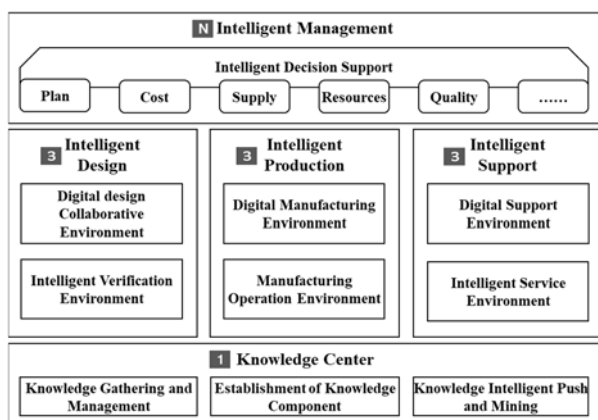 N Intelligent Management
Intelligent Decision Support
Plan
Cost
Supply
Resources
Quality
......
3 Intelligent
Design
Digital design
Collaborative
Environment
Intelligent Verification
Environment
3 Intelligent
Production
Digital Manufacturing
Environment
Manufacturing
Operation Environment
3 Intelligent
Support
Digital Support
Environment
Intelligent Service
Environment
1 Knowledge Center
Knowledge Gathering and
Management
Establishment of Knowledge
Component
Knowledge Intelligent Push
and Mining